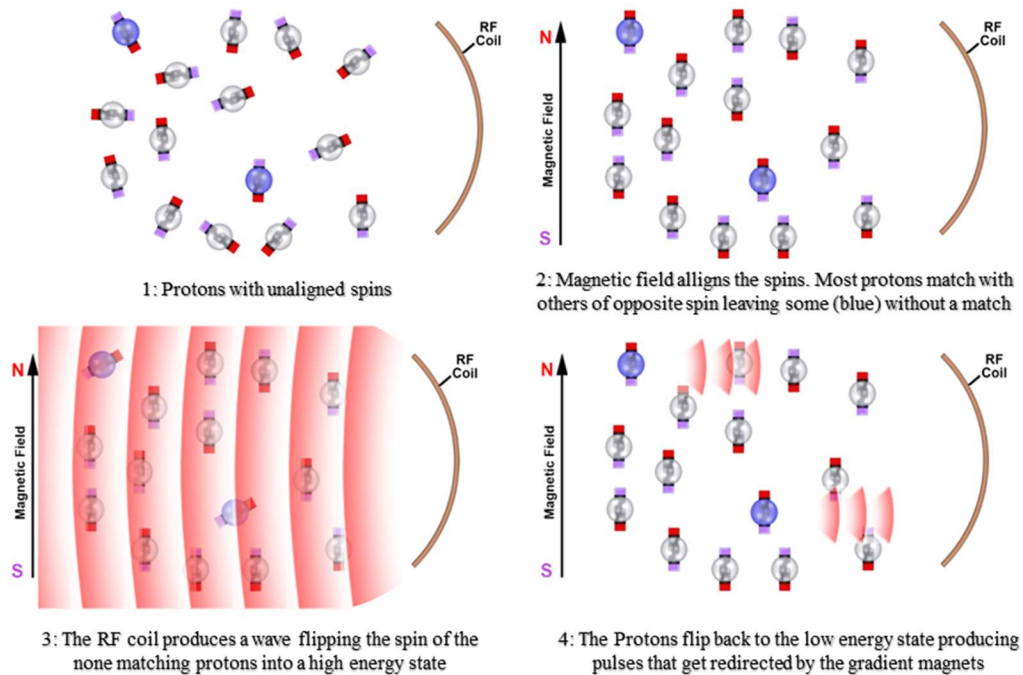 RF
Coil
1: Protons with unaligned spins
N
Magnetic Field
S
RF
Coil
2: Magnetic field alligns the spins. Most protons match with
others of opposite spin leaving some (blue) without a match
N
Magnetic Field
S
RF
Coil
3: The RF coil produces a wave flipping the spin of the
none matching protons into a high energy state
N
Magnetic Field
S
RF
Coil
4: The Protons flip back to the low energy state producing
pulses that get redirected by the gradient magnets